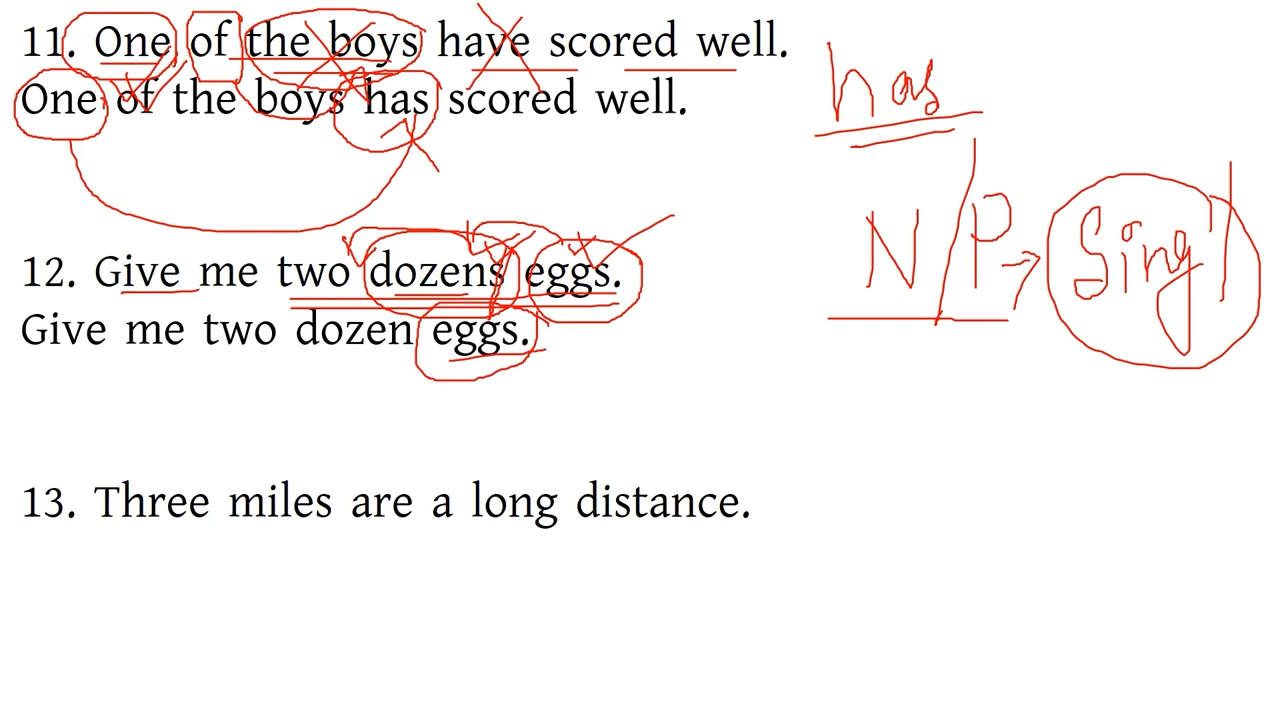 11. One of the boys have scored well.
One of the boys has scored well.
has
N/P → Sing'l
12. Give me two dozens eggs.
Give me two dozen eggs.
13. Three miles are a long distance.